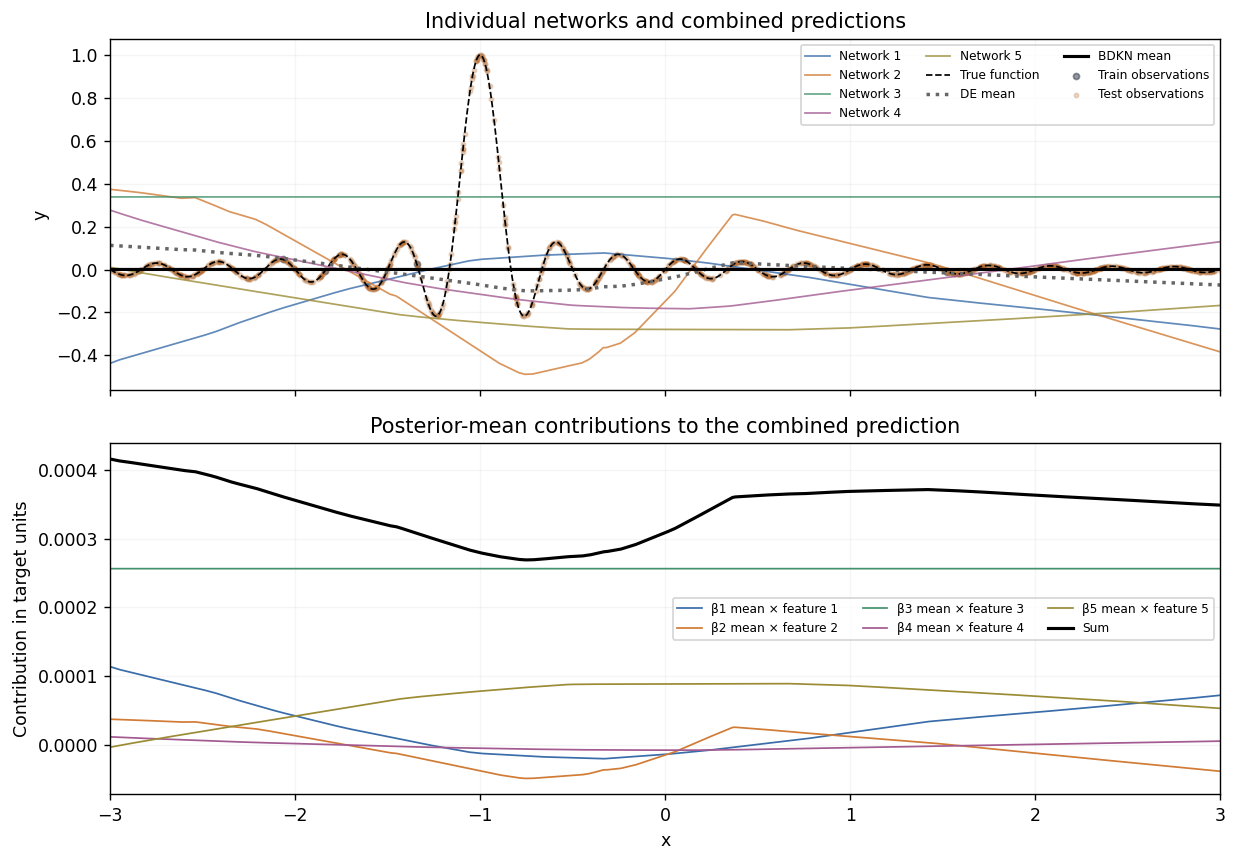 Individual networks and combined predictions
1.0
0.8
0.6
0.4
0.2
0.0
−0.2
−0.4
y
Network 1
Network 2
Network 3
Network 4
Network 5
True function
DE mean
BDKN mean
Train observations
Test observations
Posterior-mean contributions to the combined prediction
0.0004
0.0003
0.0002
0.0001
0.0000
Contribution in target units
β1 mean × feature 1
β2 mean × feature 2
β3 mean × feature 3
β4 mean × feature 4
β5 mean × feature 5
Sum
−3
−2
−1
0
1
2
3
x